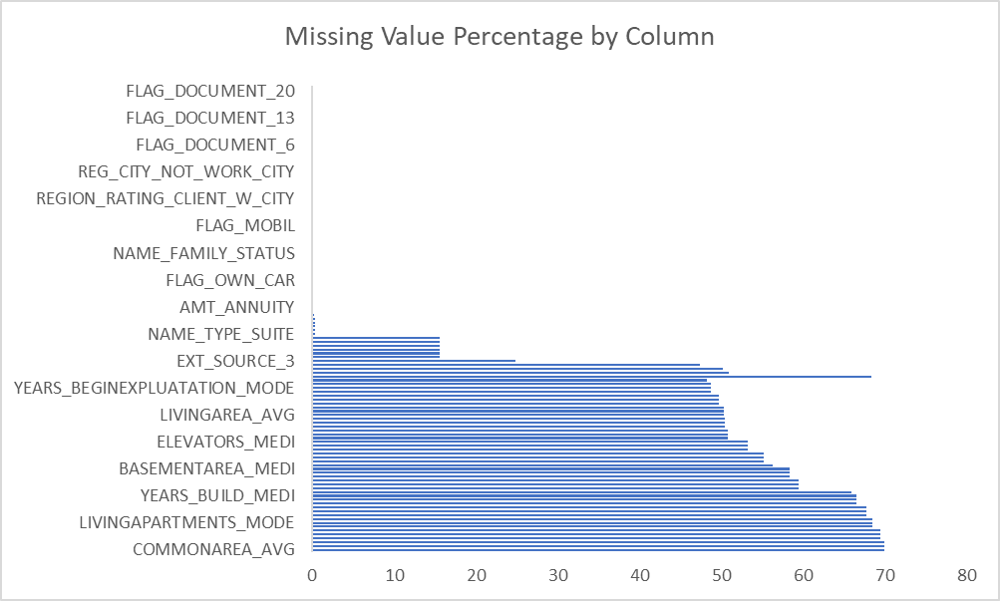 Missing Value Percentage by Column
FLAG_DOCUMENT_20
FLAG_DOCUMENT_13
FLAG_DOCUMENT_6
REG_CITY_NOT_WORK_CITY
REGION_RATING_CLIENT_W_CITY
FLAG_MOBIL
NAME_FAMILY_STATUS
FLAG_OWN_CAR
AMT_ANNUITY
NAME_TYPE_SUITE
EXT_SOURCE_3
YEARS_BEGINEXPLUATATION_MODE
LIVINGAREA_AVG
ELEVATORS_MEDI
BASEMENTAREA_MEDI
YEARS_BUILD_MEDI
LIVINGAPARTMENTS_MODE
COMMONAREA_AVG
0 10 20 30 40 50 60 70 80